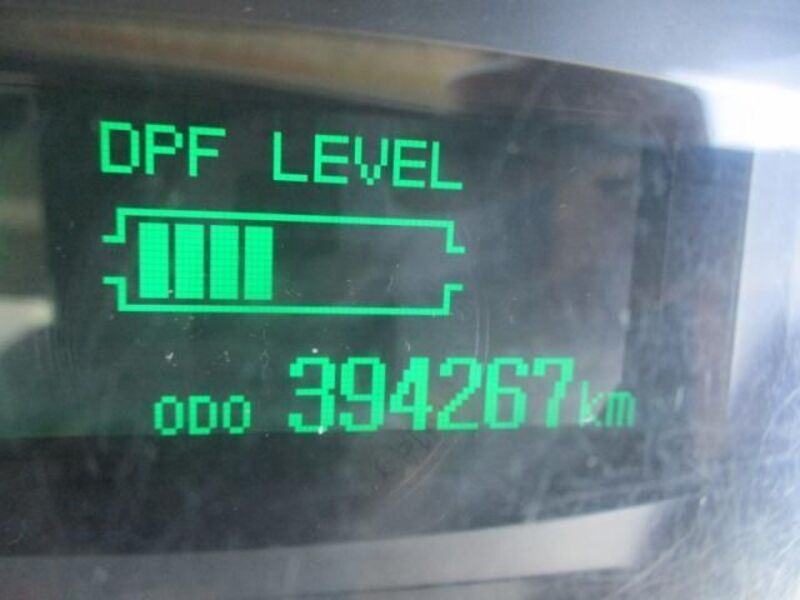 DPF LEVEL
ODO 394267km